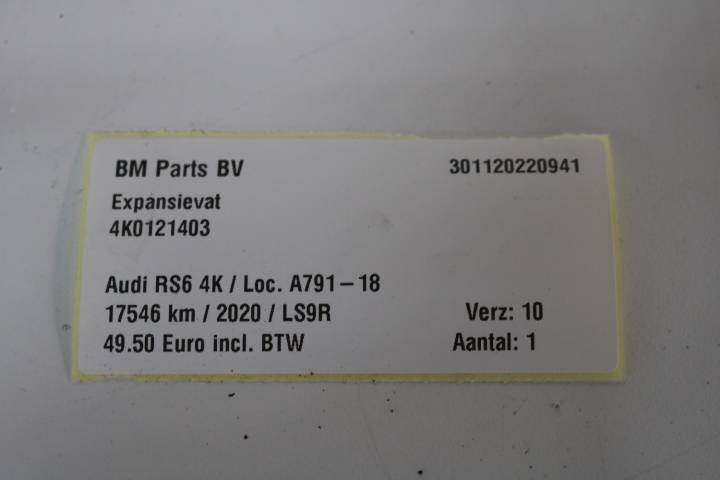 BM Parts BV 301120220941
Expansievat
4K0121403
Audi RS6 4K / Loc. A791-18
17546 km / 2020 / LS9R Verz: 10
49.50 Euro incl. BTW Aantal: 1